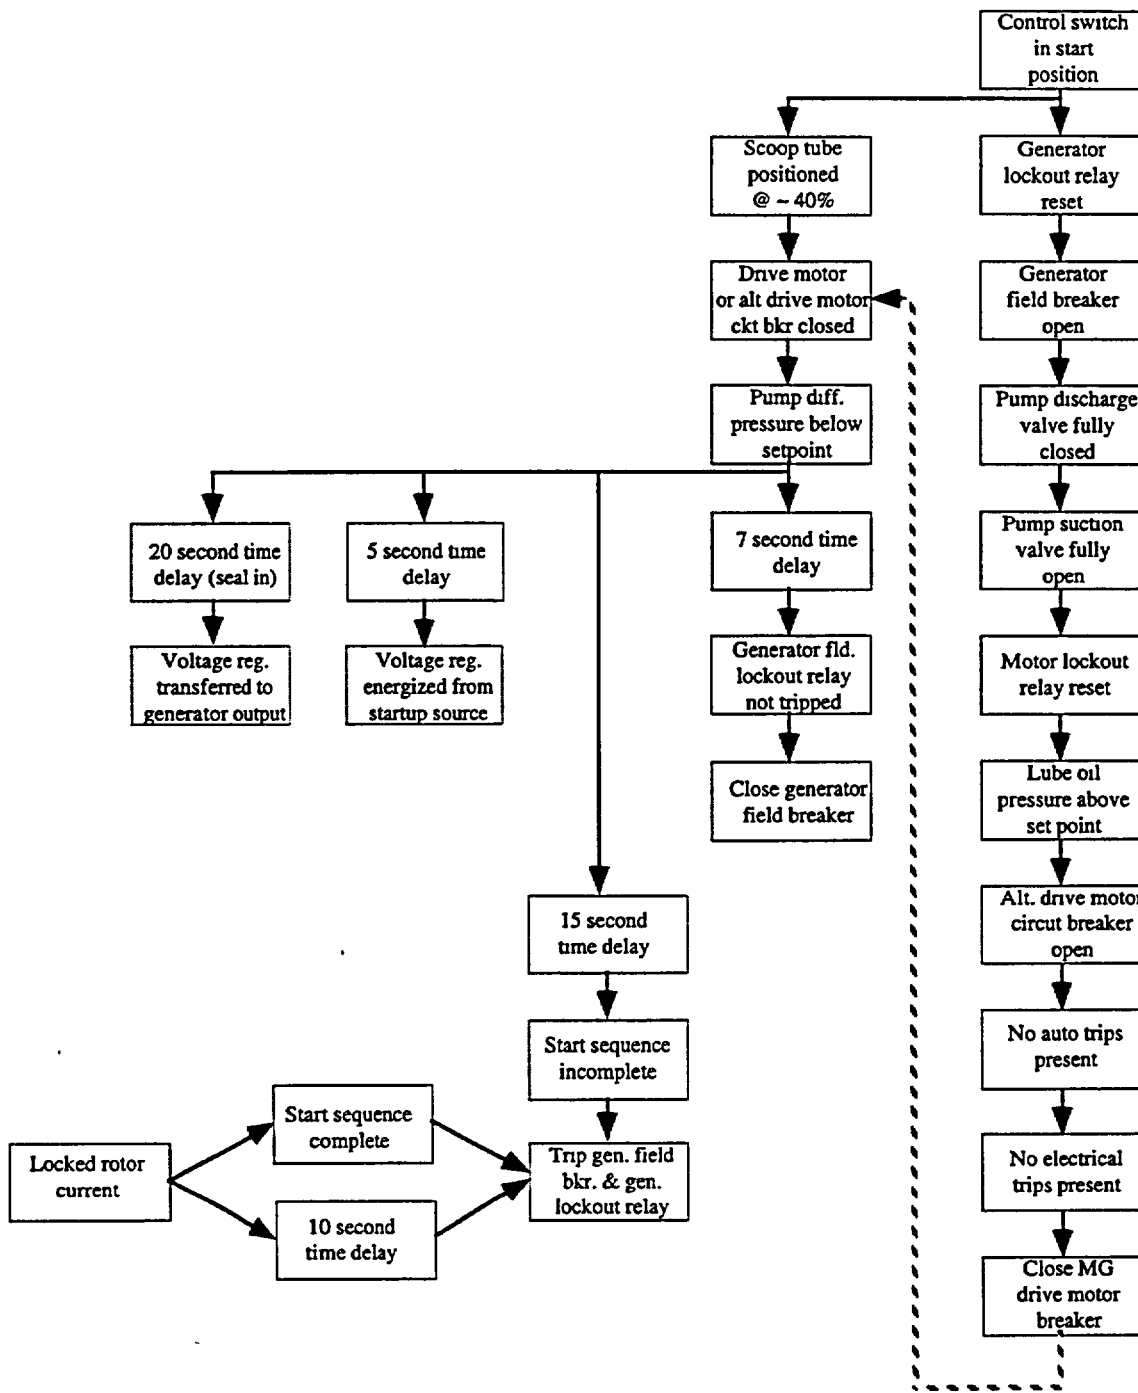 Control switch
in start
position
Scoop tube
positioned
@ ~ 40%
Generator
lockout relay
reset
Drive motor
or alt drive motor
ckt bkr closed
Generator
field breaker
open
Pump diff.
pressure below
setpoint
Pump discharge
valve fully
closed
20 second time
delay (seal in)
5 second time
delay
7 second time
delay
Pump suction
valve fully
open
Voltage reg.
transferred to
generator output
Voltage reg.
energized from
startup source
Generator fld.
lockout relay
not tripped
Motor lockout
relay reset
Close generator
field breaker
Lube oil
pressure above
set point
15 second
time delay
Alt. drive motor
circut breaker
open
Start sequence
incomplete
No auto trips
present
Locked rotor
current
Start sequence
complete
10 second
time delay
Trip gen. field
bkr. & gen.
lockout relay
No electrical
trips present
Close MG
drive motor
breaker